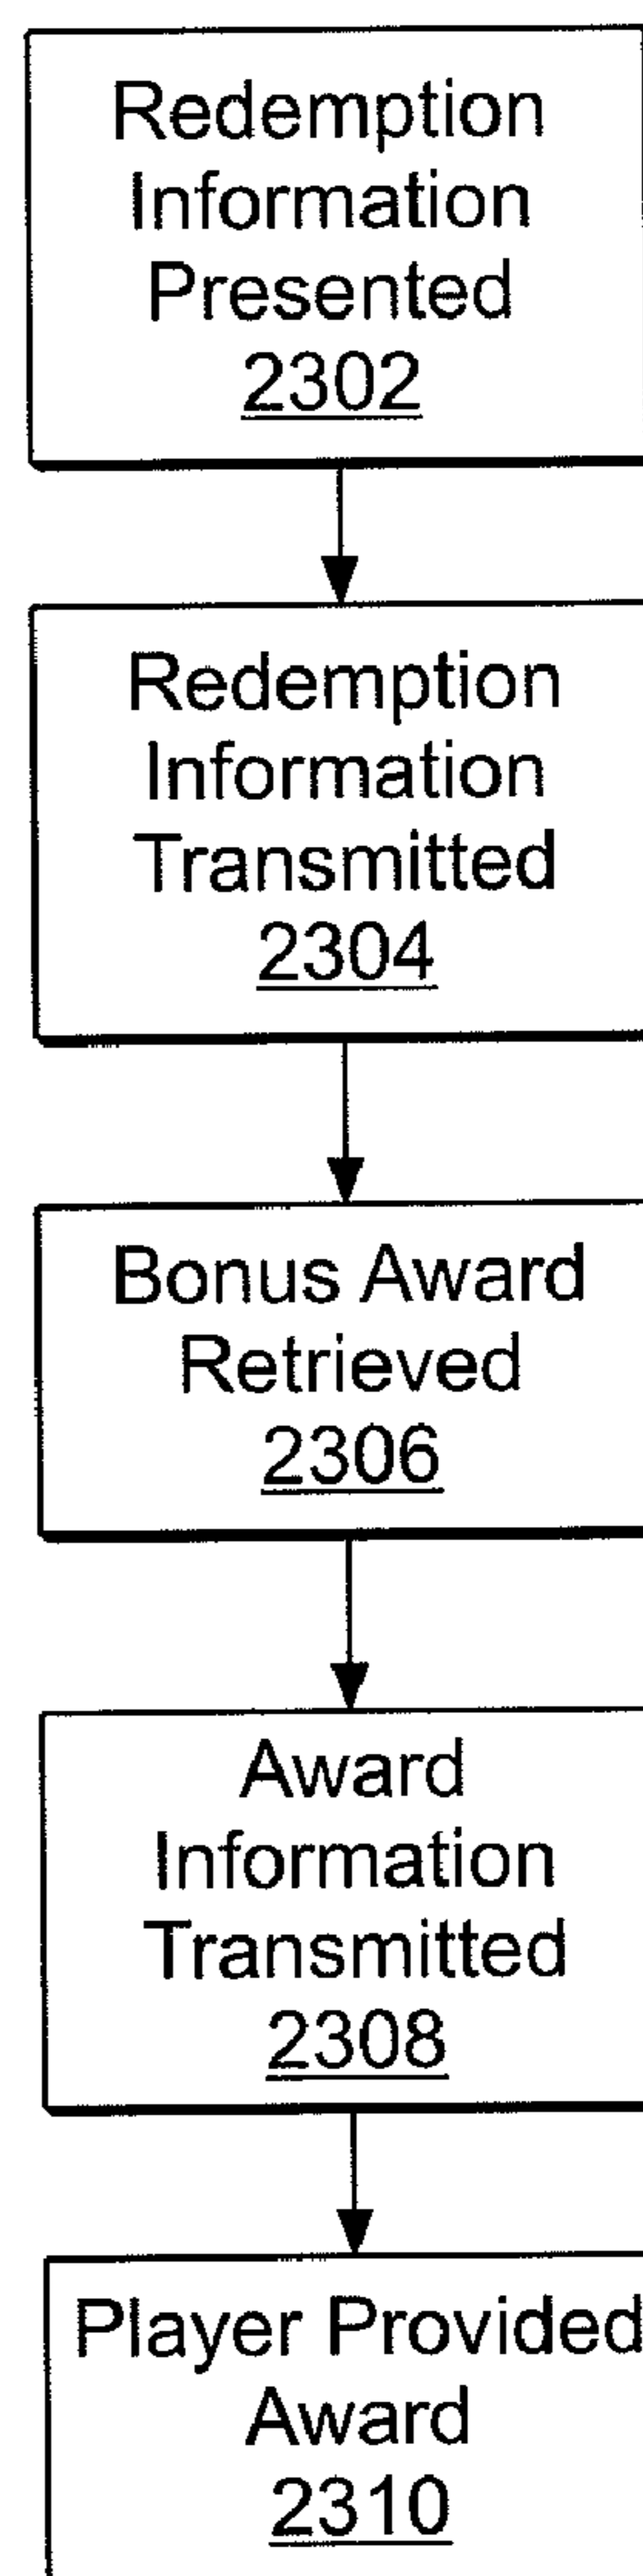 Redemption
Information
Presented
2302
Redemption
Information
Transmitted
2304
Bonus Award
Retrieved
2306
Award
Information
Transmitted
2308
Player Provided
Award
2310